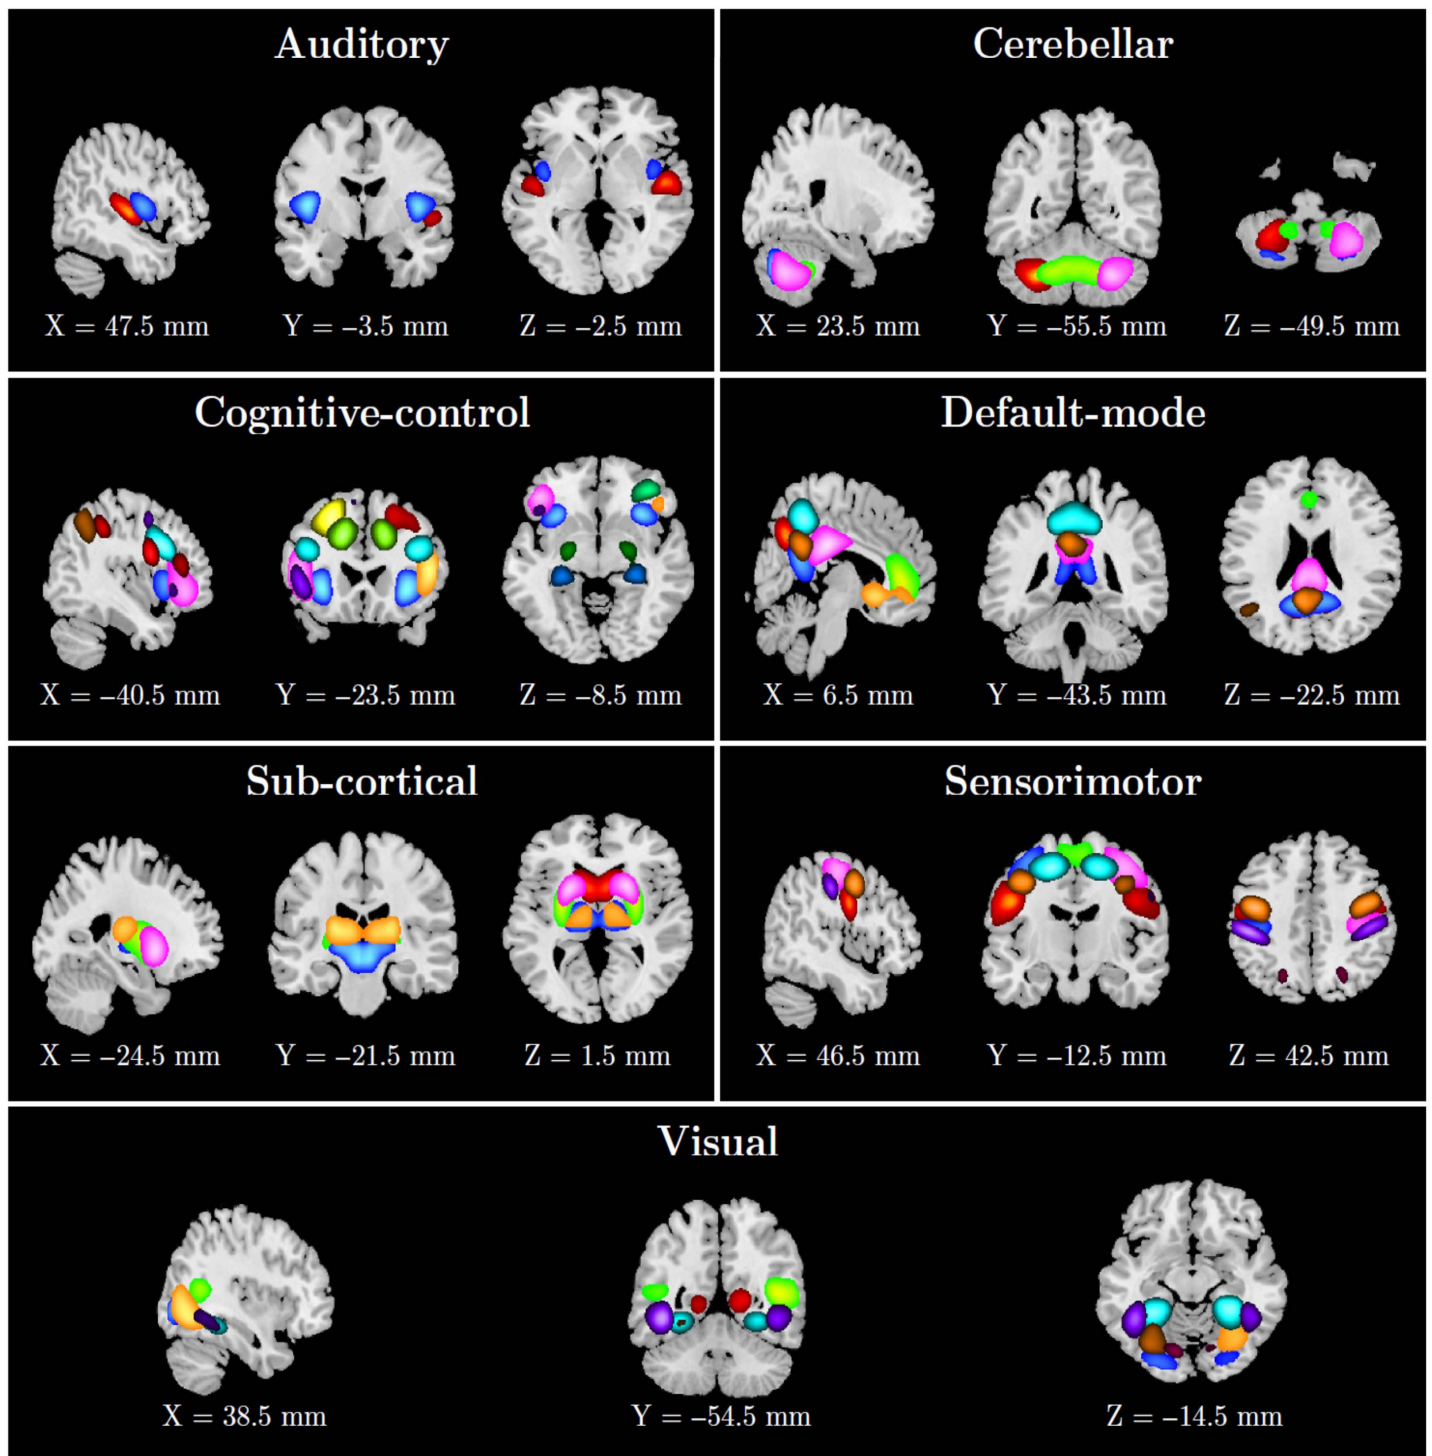 Auditory
X = 47.5 mm Y = –3.5 mm Z = –2.5 mm
Cerebellar
X = 23.5 mm Y = –55.5 mm Z = –49.5 mm
Cognitive-control
X = –40.5 mm Y = –23.5 mm Z = –8.5 mm
Default-mode
X = 6.5 mm Y = –43.5 mm Z = –22.5 mm
Sub-cortical
X = –24.5 mm Y = –21.5 mm Z = 1.5 mm
Sensorimotor
X = 46.5 mm Y = –12.5 mm Z = 42.5 mm
Visual
X = 38.5 mm Y = –54.5 mm Z = –14.5 mm